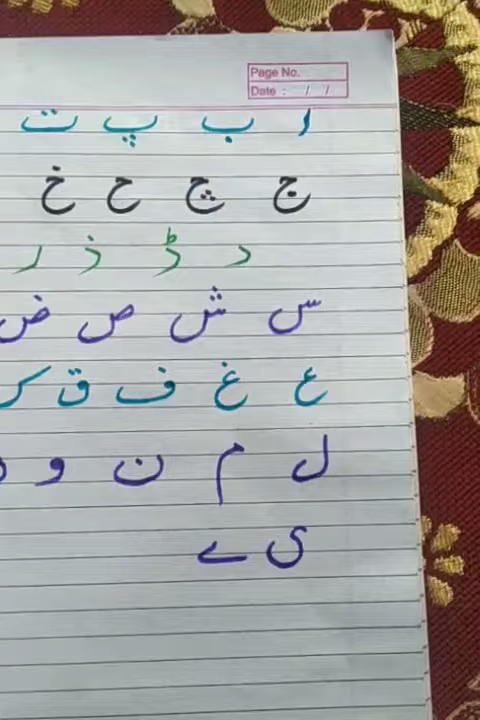 Page No.
Date : / /
ا ب پ ت
ج چ ح خ
د ڈ ذ ر
س ش ص ض
ع غ ف ق ک
ل م ن و
ی ے